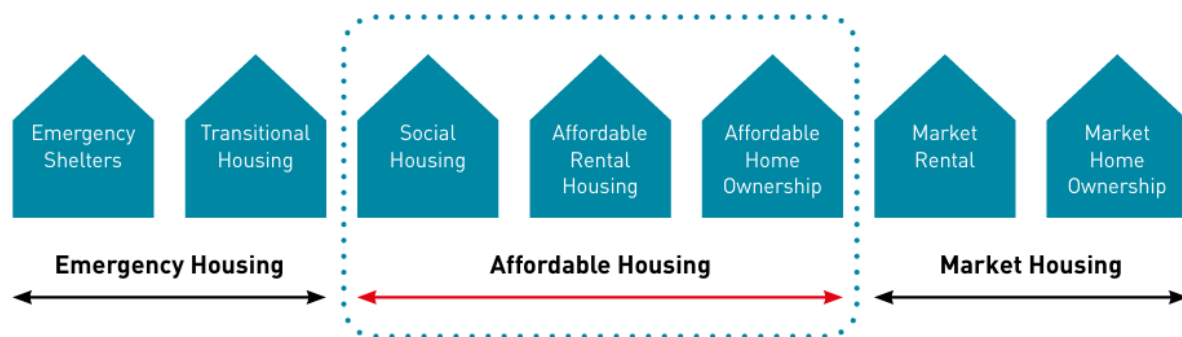 Emergency
Shelters
Transitional
Housing
Social
Housing
Affordable
Rental
Housing
Affordable
Home
Ownership
Market
Rental
Market
Home
Ownership
Emergency Housing
Affordable Housing
Market Housing